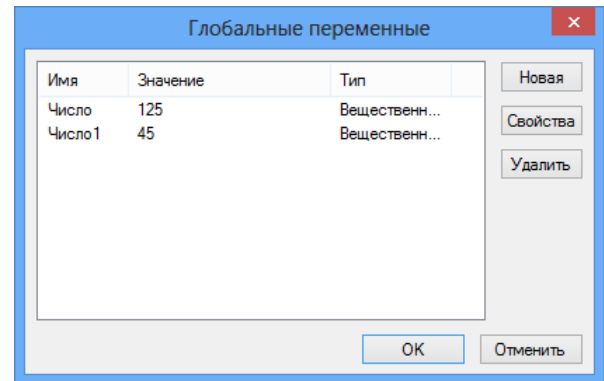 Глобальные переменные
Имя Значение Тип
Число 125 Вещественн...
Число1 45 Вещественн...
Новая
Свойства
Удалить
OK Отменить